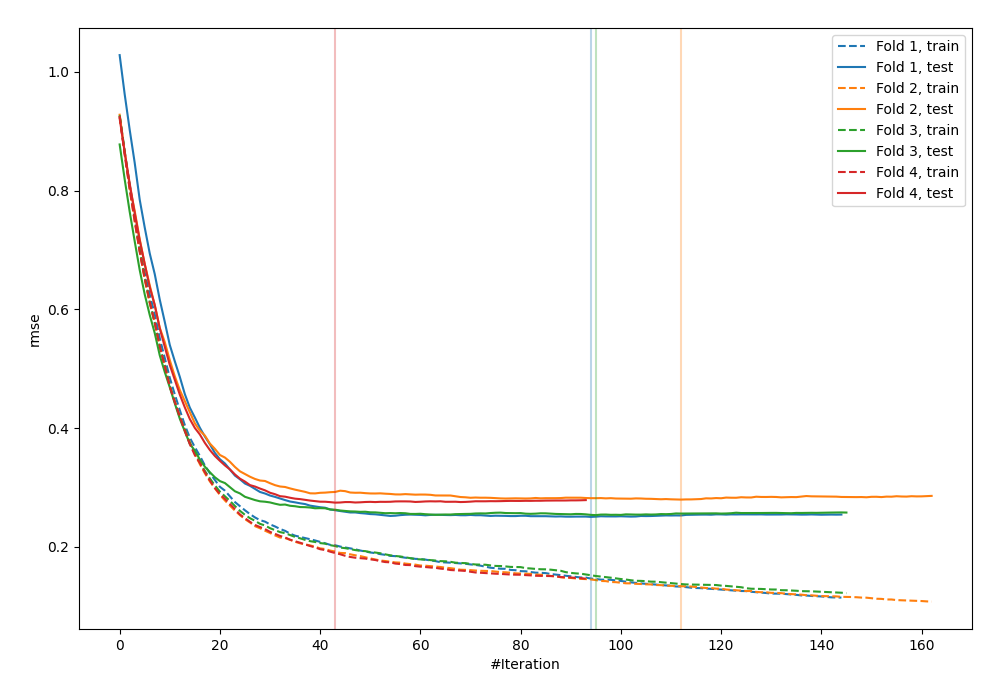 1.0
0.8
0.6
0.4
0.2
rmse
0 20 40 60 80 100 120 140 160
#Iteration
Fold 1, train
Fold 1, test
Fold 2, train
Fold 2, test
Fold 3, train
Fold 3, test
Fold 4, train
Fold 4, test